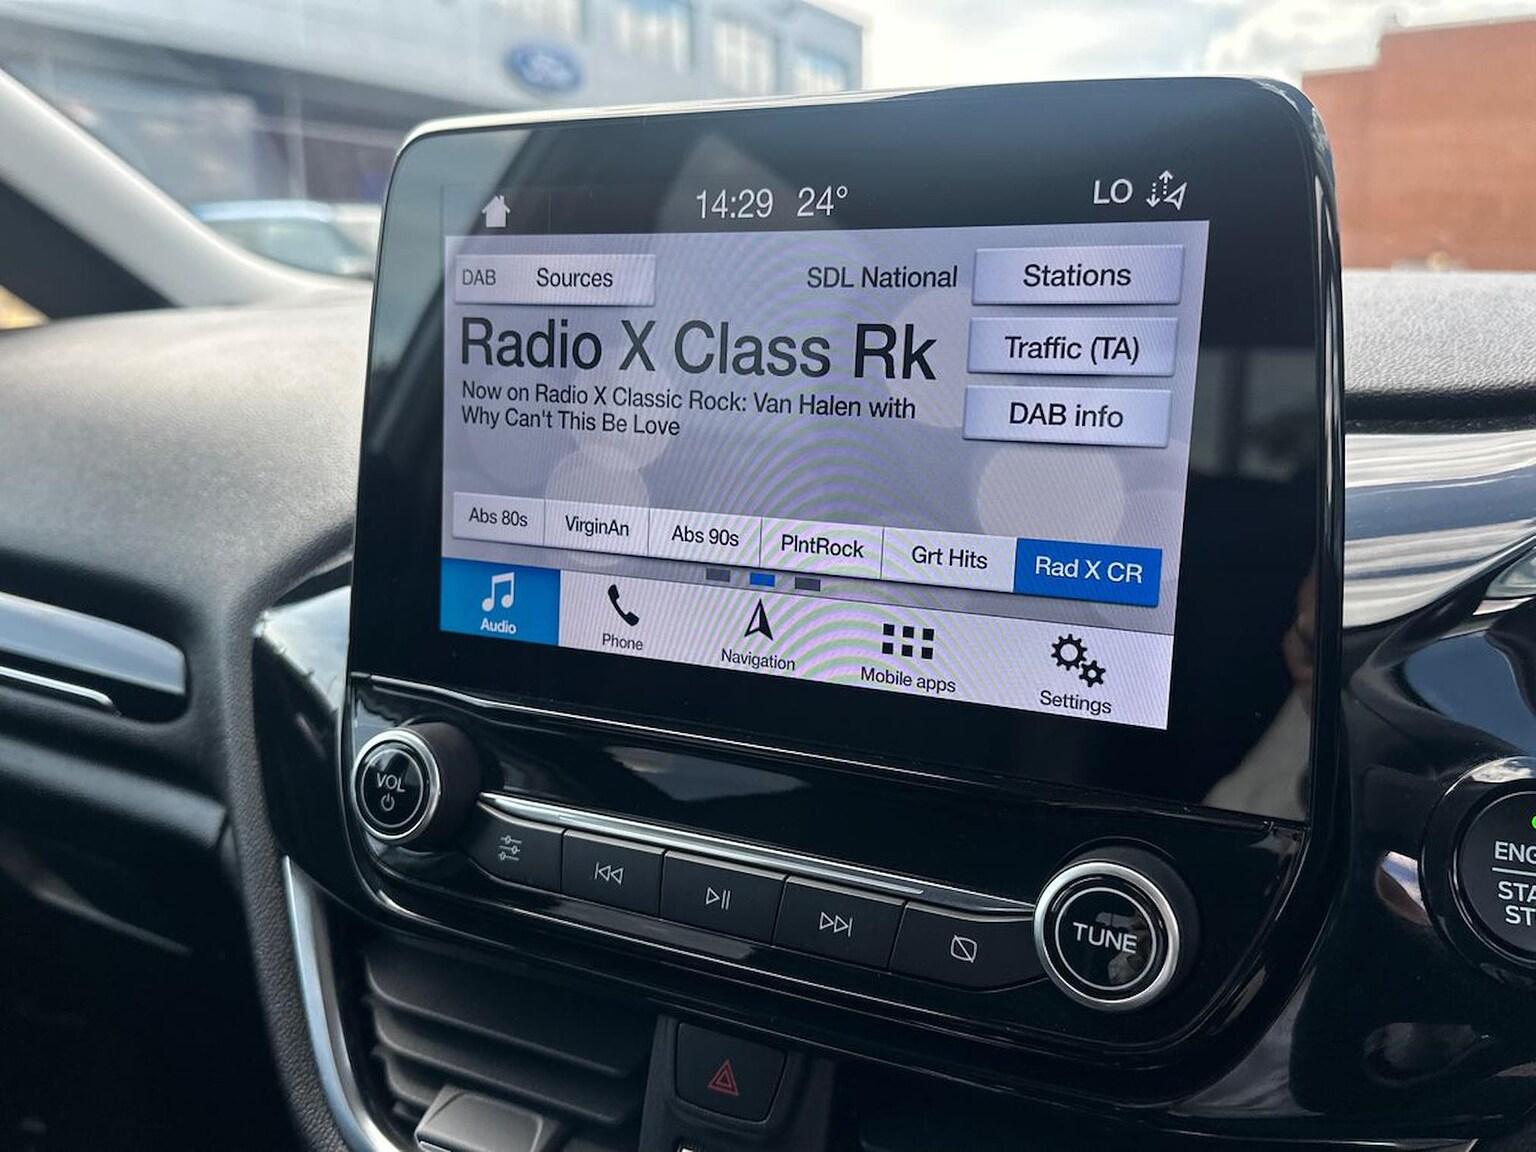 Ford
14:29 24° LO
DAB Sources SDL National Stations
Radio X Class Rk
Traffic (TA)
Now on Radio X Classic Rock: Van Halen with
Why Can't This Be Love
DAB info
Abs 80s VirginAn Abs 90s PlntRock Grt Hits Rad X CR
Audio Phone Navigation Mobile apps Settings
VOL
TUNE
ENG
STA
ST